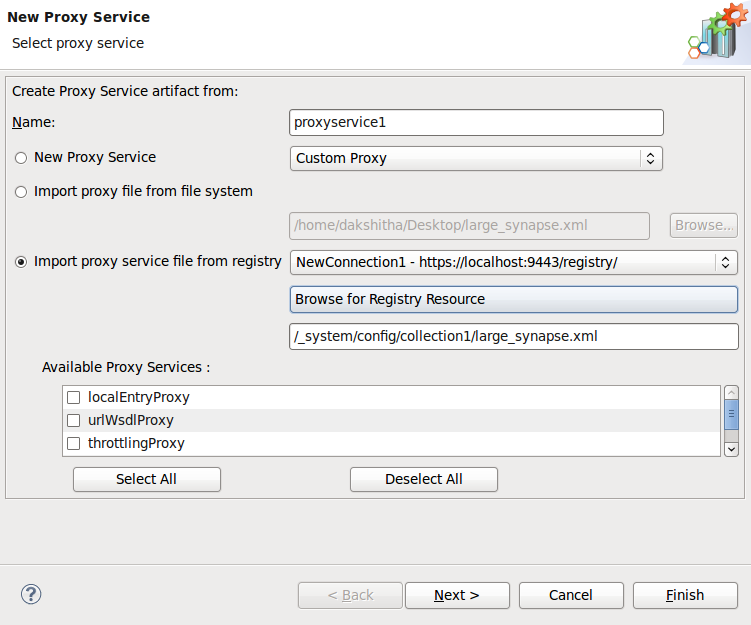 New Proxy Service
Select proxy service
Create Proxy Service artifact from:
Name: proxyservice1
New Proxy Service Custom Proxy
Import proxy file from file system
/home/dakshitha/Desktop/large_synapse.xml Browse...
Import proxy service file from registry NewConnection1 - https://localhost:9443/registry/
Browse for Registry Resource
/_system/config/collection1/large_synapse.xml
Available Proxy Services :
localEntryProxy
urlWsdlProxy
throttlingProxy
Select All Deselect All
? < Back Next > Cancel Finish